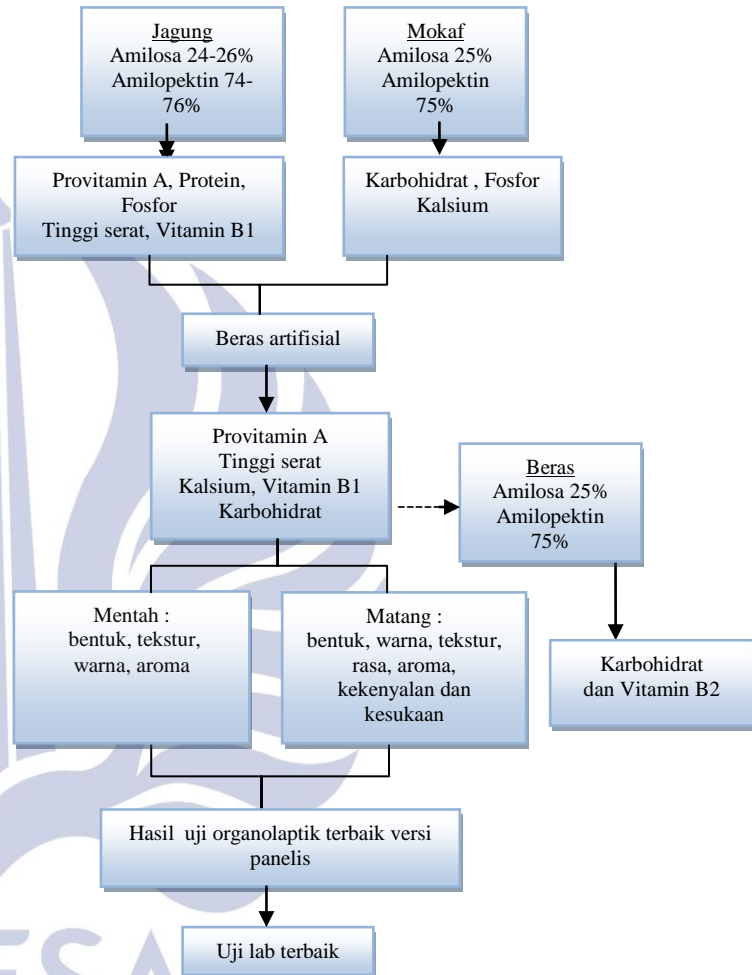 Jagung
Amilosa 24-26%
Amilopektin 74-
76%
Mokaf
Amilosa 25%
Amilopektin
75%
Provitamin A, Protein,
Fosfor
Tinggi serat, Vitamin B1
Karbohidrat , Fosfor
Kalsium
Beras artifisial
Provitamin A
Tinggi serat
Kalsium, Vitamin B1
Karbohidrat
Beras
Amilosa 25%
Amilopektin
75%
Mentah :
bentuk, tekstur,
warna, aroma
Matang :
bentuk, warna, tekstur,
rasa, aroma,
kekenyalan dan
kesukaan
Karbohidrat
dan Vitamin B2
Hasil uji organolaptik terbaik versi
panelis
Uji lab terbaik